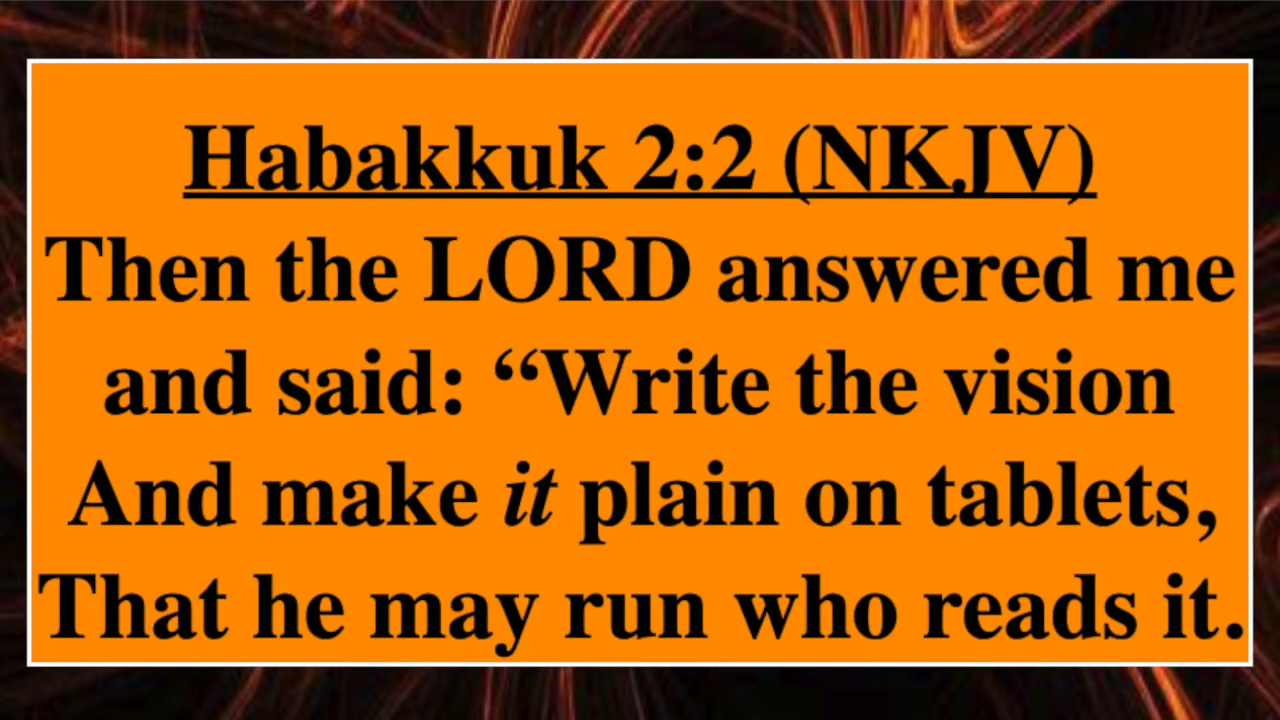 Habakkuk 2:2 (NKJV)
Then the LORD answered me
and said: “Write the vision
And make it plain on tablets,
That he may run who reads it.